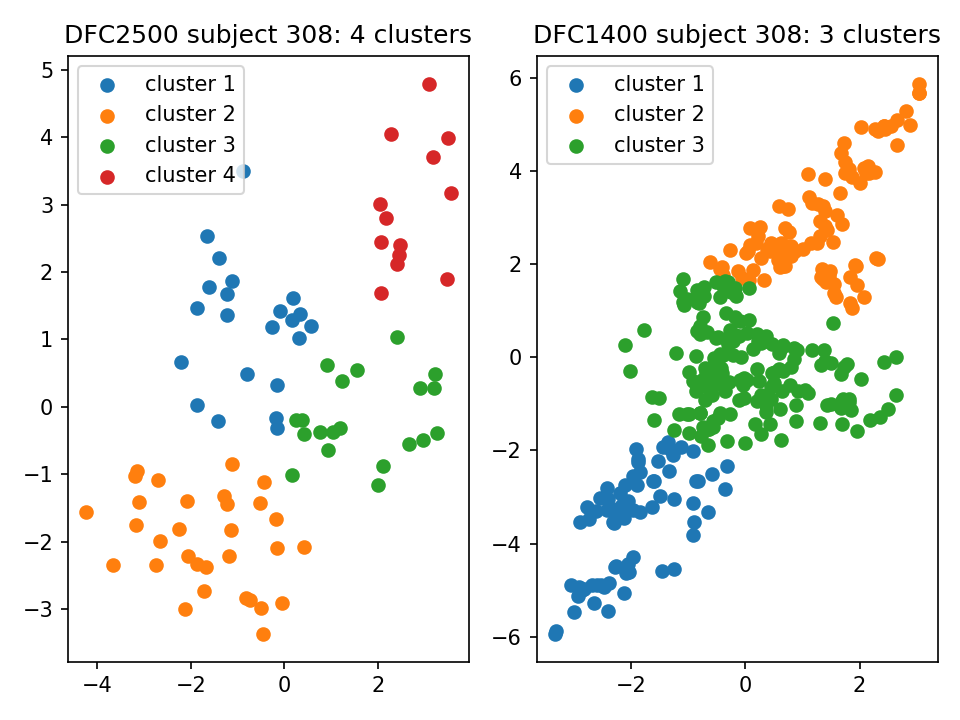 DFC2500 subject 308: 4 clusters
cluster 1
cluster 2
cluster 3
cluster 4
5
4
3
2
1
0
−1
−2
−3
−4 −2 0 2
DFC1400 subject 308: 3 clusters
cluster 1
cluster 2
cluster 3
6
4
2
0
−2
−4
−6
−2 0 2